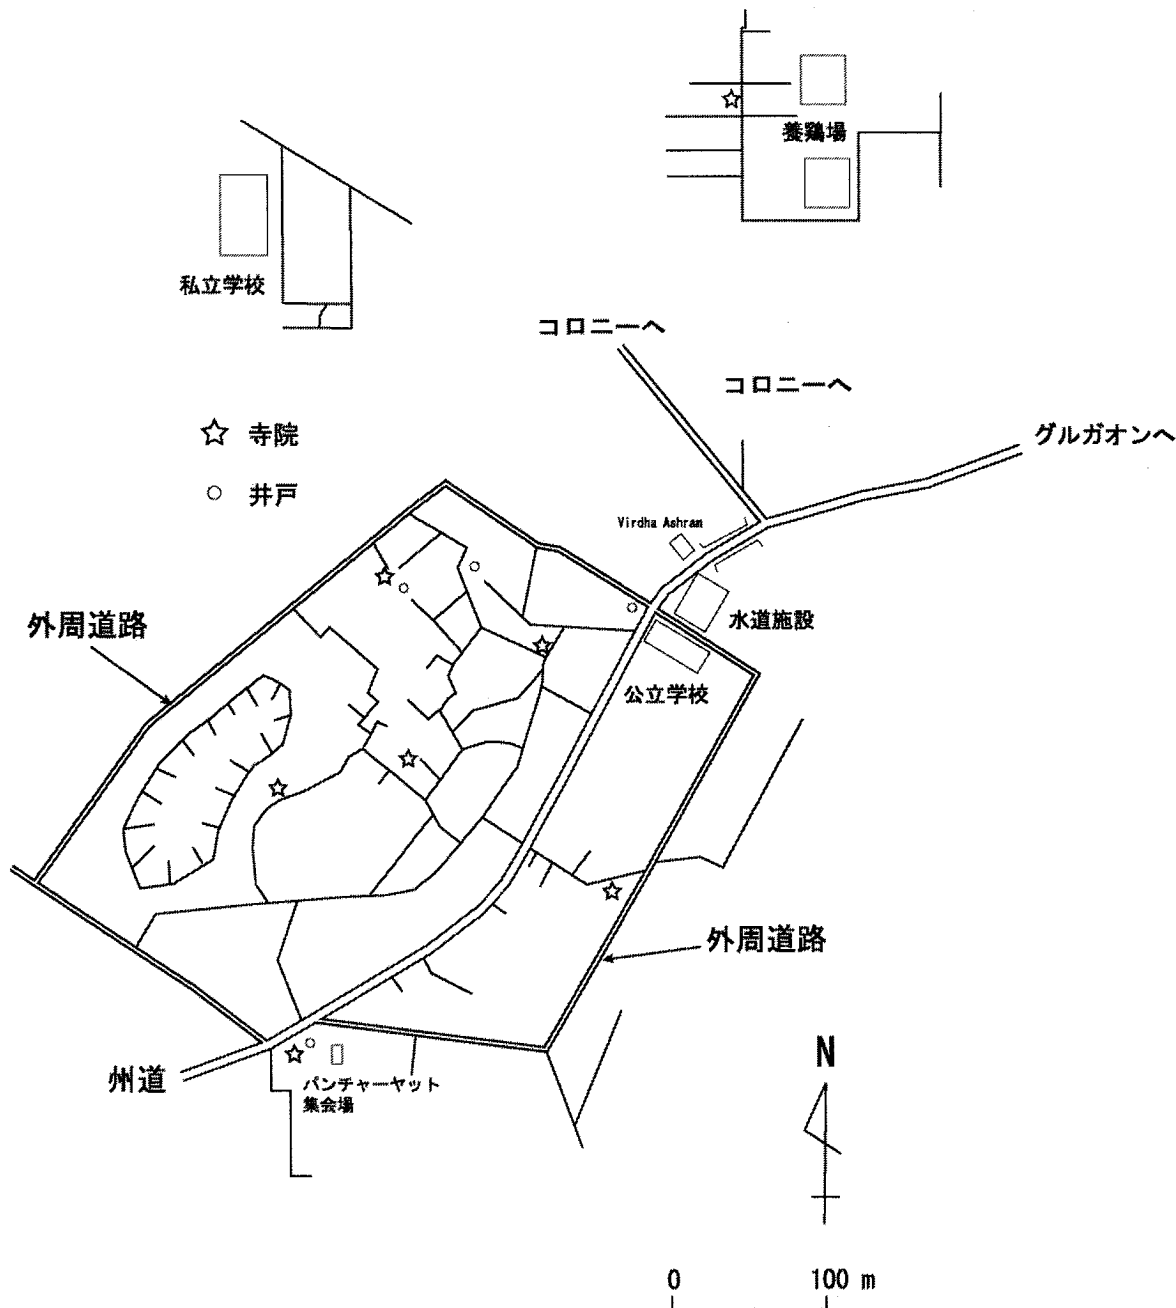 養鶏場
私立学校
コロニーへ
コロニーへ
グルガオンへ
寺院
井戸
Virdha Ashram
外周道路
水道施設
公立学校
外周道路
州道
パンチャーヤット
集会場
N
0 100 m